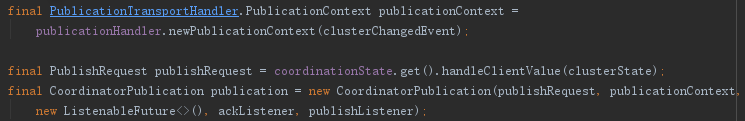 final PublicationTransportHandler.PublicationContext publicationContext =
publicationHandler.newPublicationContext(clusterChangedEvent);
final PublishRequest publishRequest = coordinationState.get().handleClientValue(clusterState);
final CoordinatorPublication publication = new CoordinatorPublication(publishRequest, publicationContext,
new ListenableFuture<>(), ackListener, publishListener);